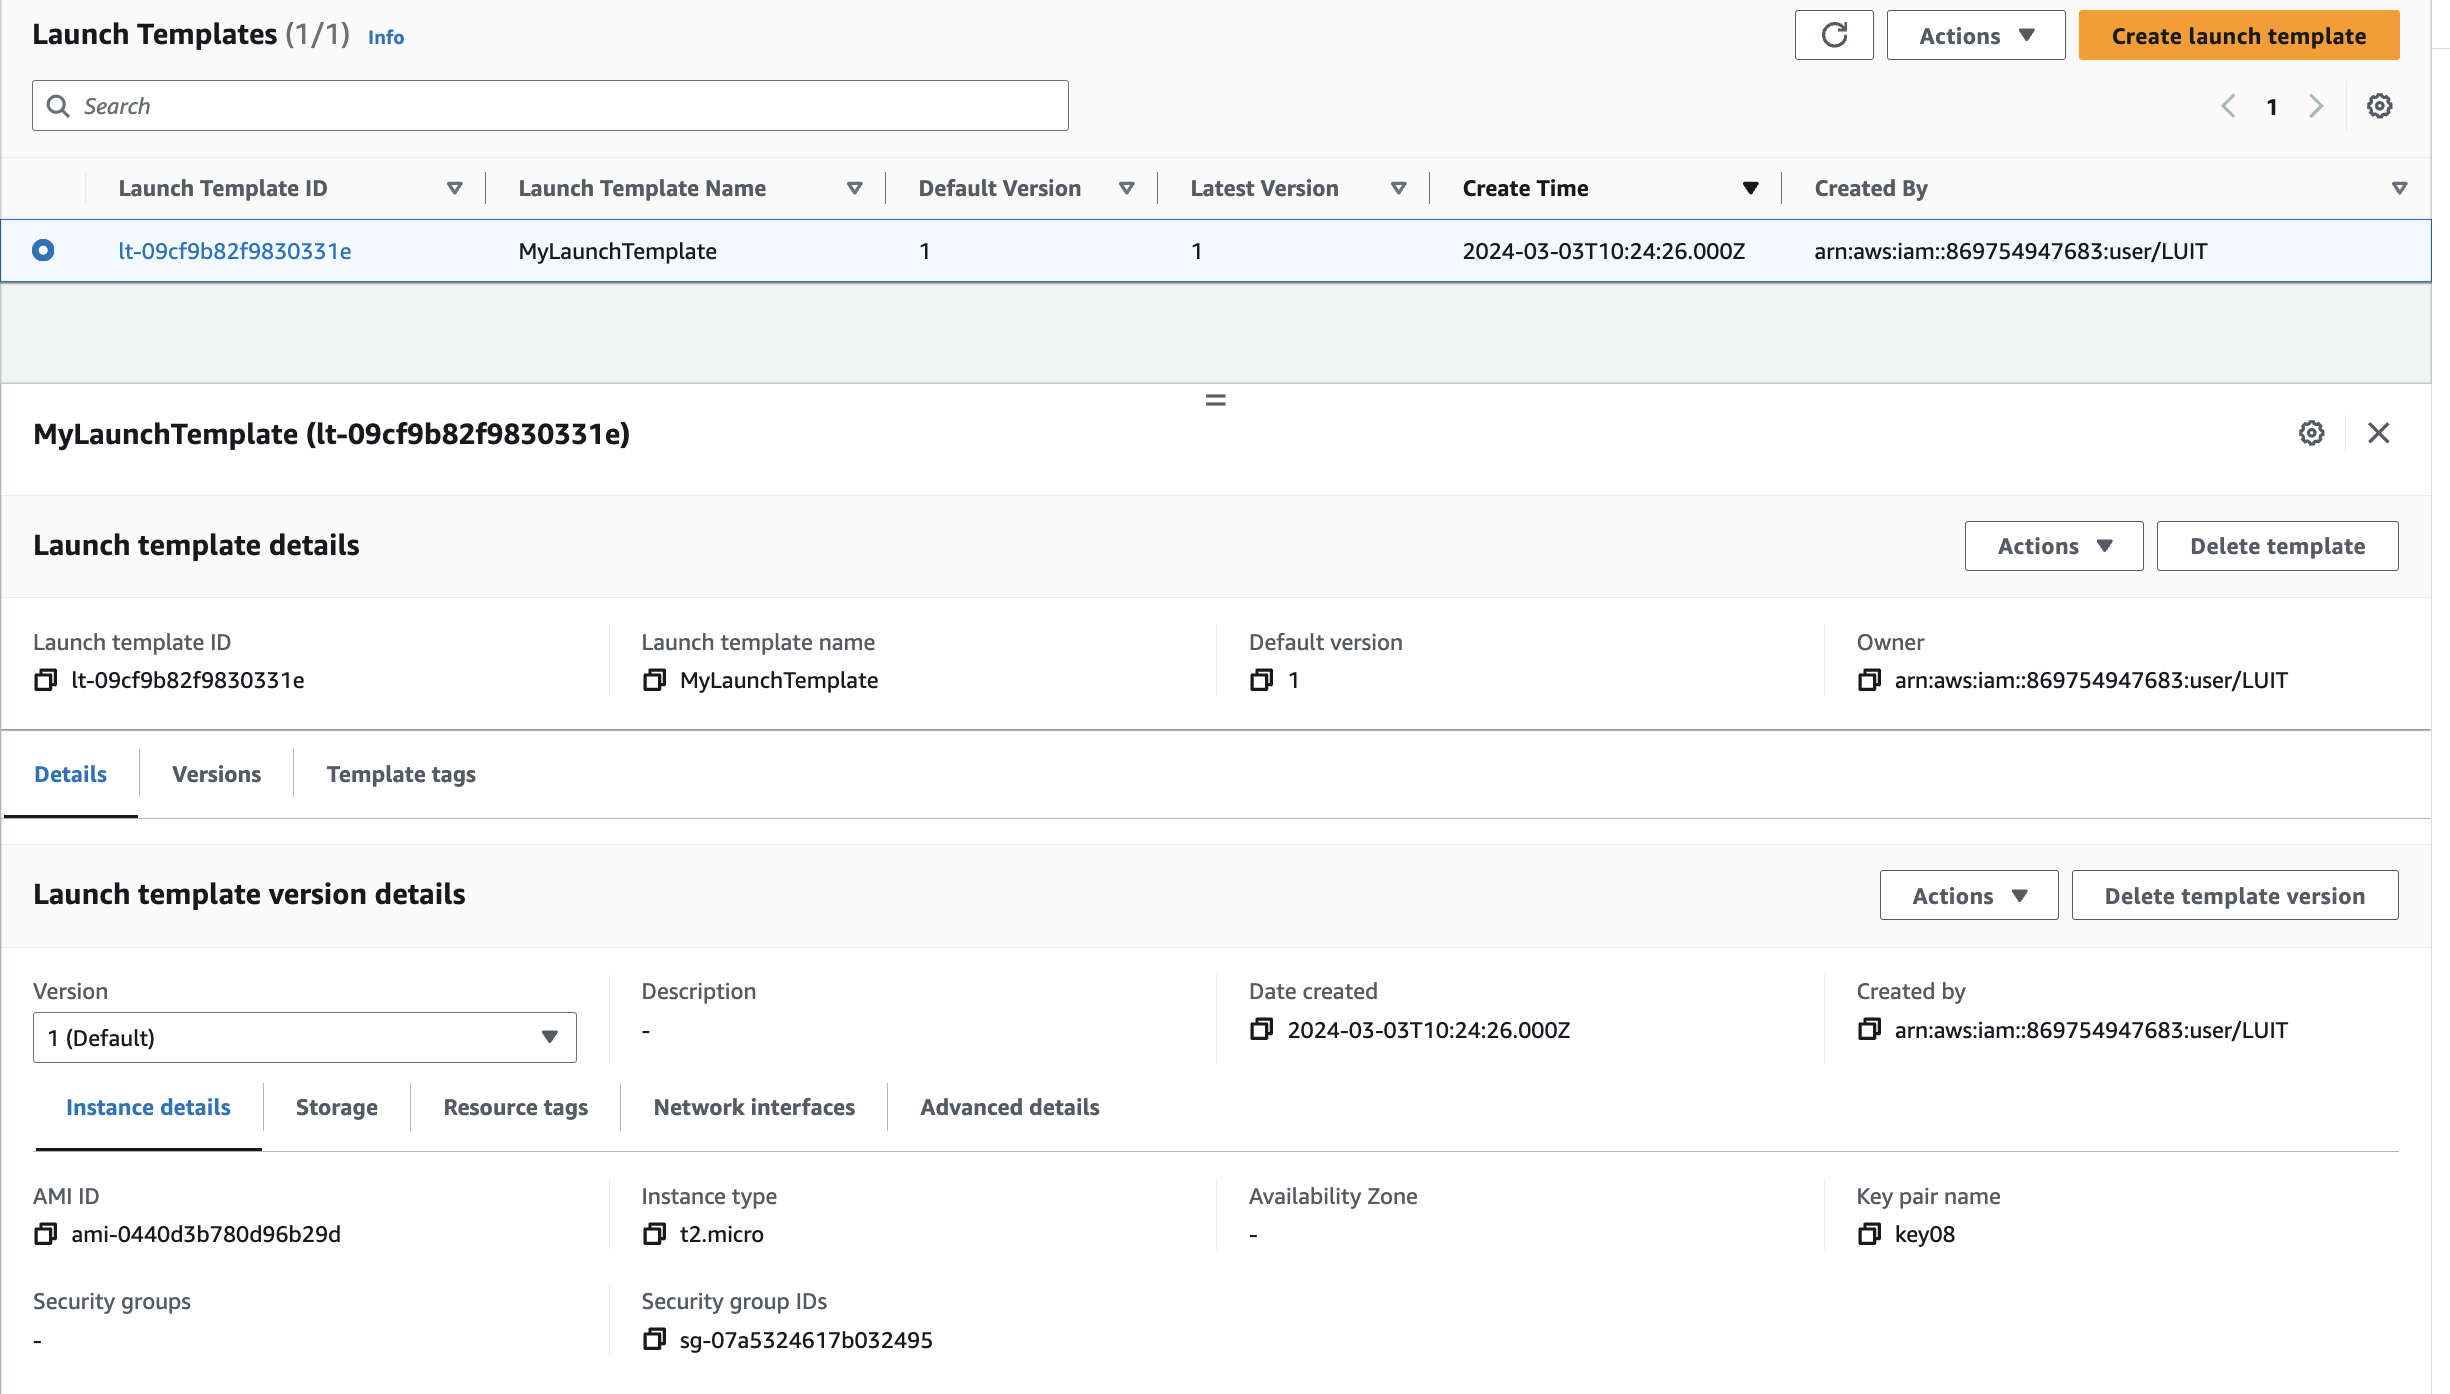 Launch Templates (1/1) Info
Actions
Create launch template
Search
1
Launch Template ID Launch Template Name Default Version Latest Version Create Time Created By
lt-09cf9b82f9830331e MyLaunchTemplate 1 1 2024-03-03T10:24:26.000Z arn:aws:iam::869754947683:user/LUIT
MyLaunchTemplate (lt-09cf9b82f9830331e)
Launch template details
Actions
Delete template
Launch template ID
lt-09cf9b82f9830331e
Launch template name
MyLaunchTemplate
Default version
1
Owner
arn:aws:iam::869754947683:user/LUIT
Details Versions Template tags
Launch template version details
Actions
Delete template version
Version
1 (Default)
Description
-
Date created
2024-03-03T10:24:26.000Z
Created by
arn:aws:iam::869754947683:user/LUIT
Instance details Storage Resource tags Network interfaces Advanced details
AMI ID
ami-0440d3b780d96b29d
Instance type
t2.micro
Availability Zone
-
Key pair name
key08
Security groups
-
Security group IDs
sg-07a5324617b032495